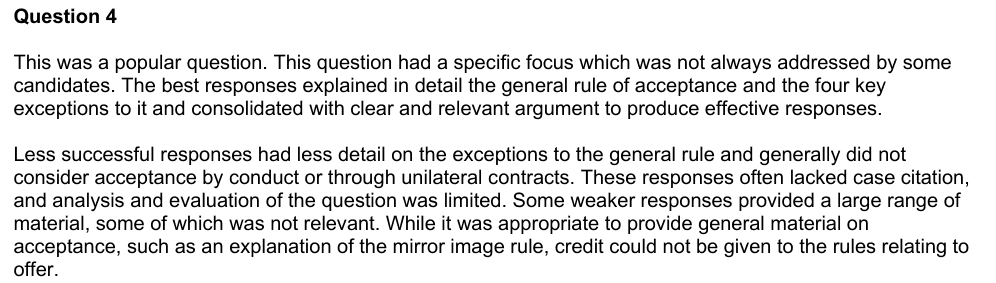 Question 4
This was a popular question. This question had a specific focus which was not always addressed by some
candidates. The best responses explained in detail the general rule of acceptance and the four key
exceptions to it and consolidated with clear and relevant argument to produce effective responses.
Less successful responses had less detail on the exceptions to the general rule and generally did not
consider acceptance by conduct or through unilateral contracts. These responses often lacked case citation,
and analysis and evaluation of the question was limited. Some weaker responses provided a large range of
material, some of which was not relevant. While it was appropriate to provide general material on
acceptance, such as an explanation of the mirror image rule, credit could not be given to the rules relating to
offer.